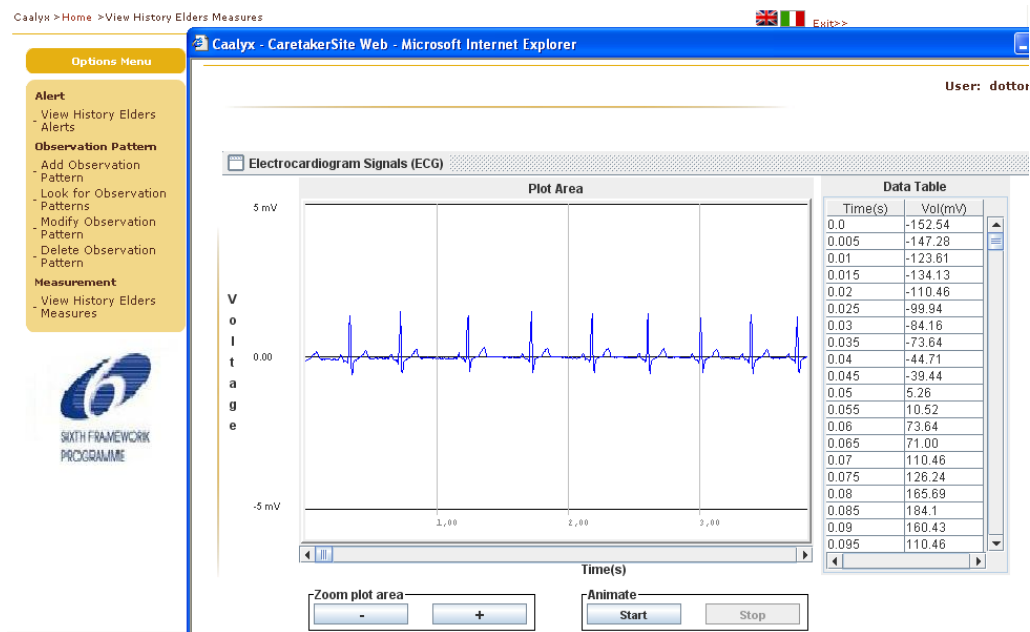 Caalyx >Home >View History Elders Measures
Exit>>
Options Menu
Alert
- View History Elders
Alerts
Observation Pattern
- Add Observation
Pattern
- Look for Observation
Patterns
- Modify Observation
Pattern
- Delete Observation
Pattern
Measurement
- View History Elders
Measures
6
SIXTH FRAMEWORK
PROGRAMME
Caalyx - CaretakerSite Web - Microsoft Internet Explorer
User: dottor
Electrocardiogram Signals (ECG)
Plot Area
5 mV
Voltage
0.00
-5 mV
1,00 2,00 3,00
Time(s)
Zoom plot area
- +
Animate
Start Stop
Data Table
Time(s) Vol(mV)
0.0 -152.54
0.005 -147.28
0.01 -123.61
0.015 -134.13
0.02 -110.46
0.025 -99.94
0.03 -84.16
0.035 -73.64
0.04 -44.71
0.045 -39.44
0.05 5.26
0.055 10.52
0.06 73.64
0.065 71.00
0.07 110.46
0.075 126.24
0.08 165.69
0.085 184.1
0.09 160.43
0.095 110.46